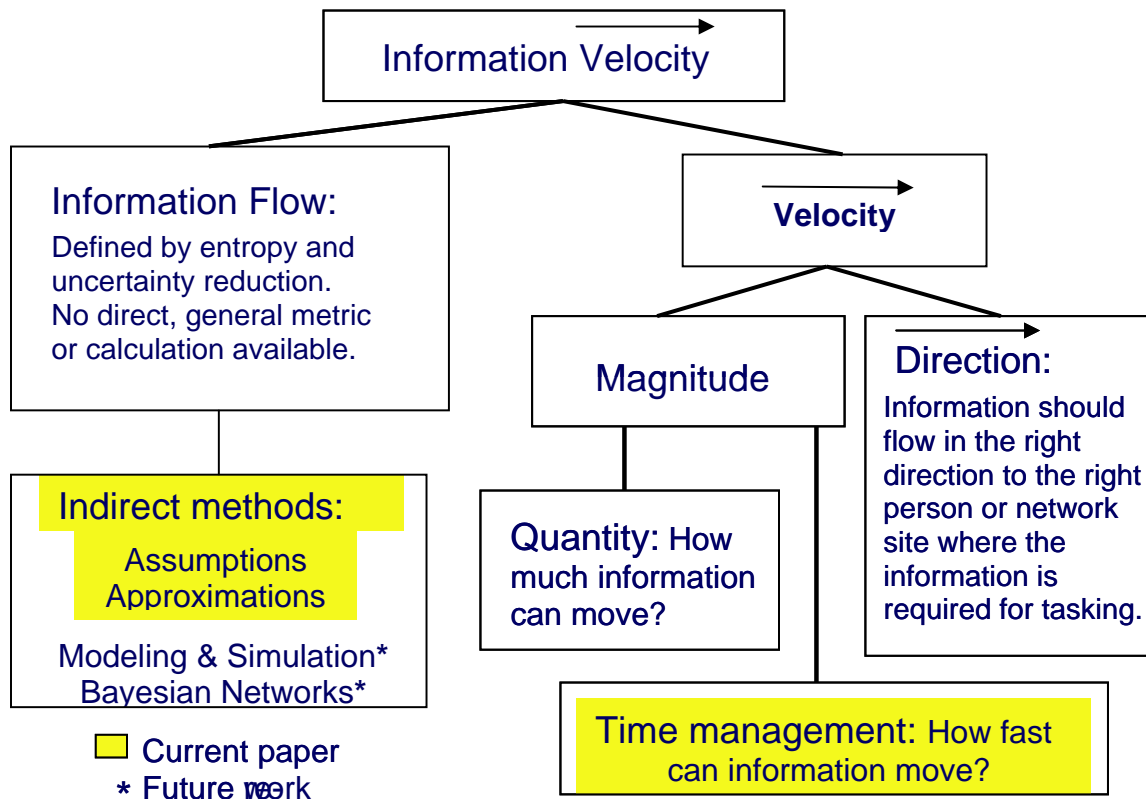 Information Velocity
Information Flow:
Defined by entropy and
uncertainty reduction.
No direct, general metric
or calculation available.
Indirect methods:
Assumptions
Approximations
Modeling & Simulation*
Bayesian Networks*
Current paper
* Future work
Velocity
Magnitude
Quantity: How
much information
can move?
Time management: How fast
can information move?
Direction:
Information should
flow in the right
direction to the right
person or network
site where the
information is
required for tasking.